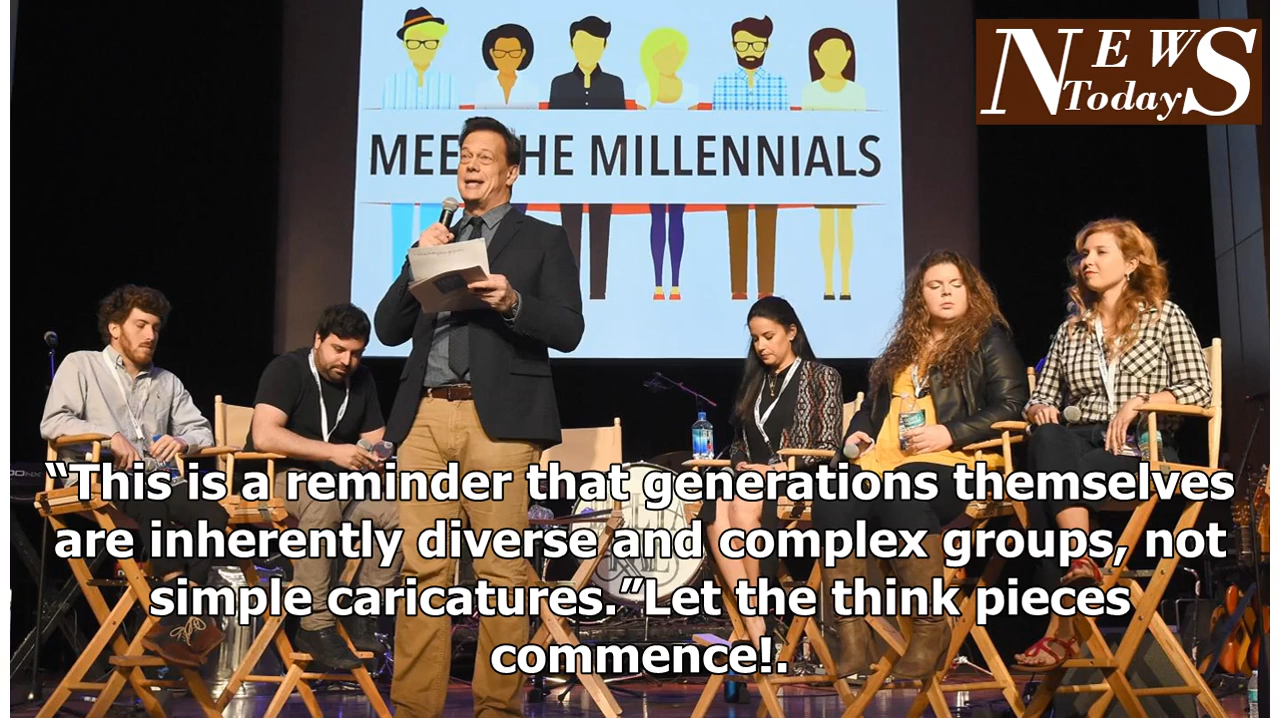 NEWS
Today
MEET THE MILLENNIALS
“This is a reminder that generations themselves
are inherently diverse and complex groups, not
simple caricatures.”Let the think pieces
commence!.